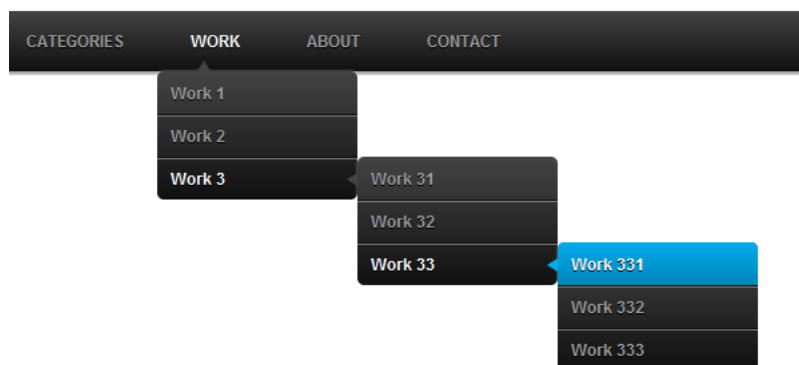 CATEGORIES WORK ABOUT CONTACT
Work 1
Work 2
Work 3
Work 31
Work 32
Work 33
Work 331
Work 332
Work 333